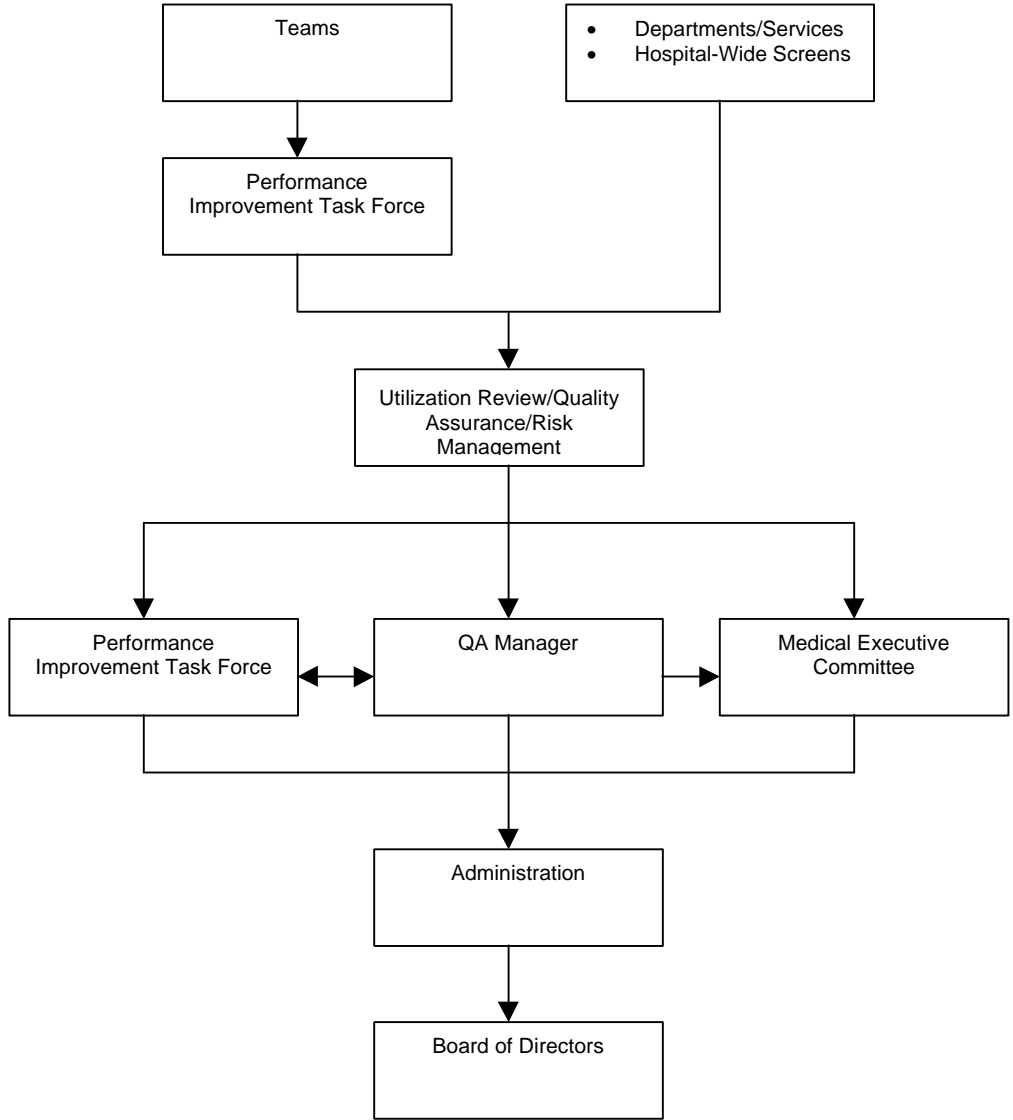 Teams
• Departments/Services
• Hospital-Wide Screens
Performance
Improvement Task Force
Utilization Review/Quality
Assurance/Risk
Management
Performance
Improvement Task Force
QA Manager
Medical Executive
Committee
Administration
Board of Directors